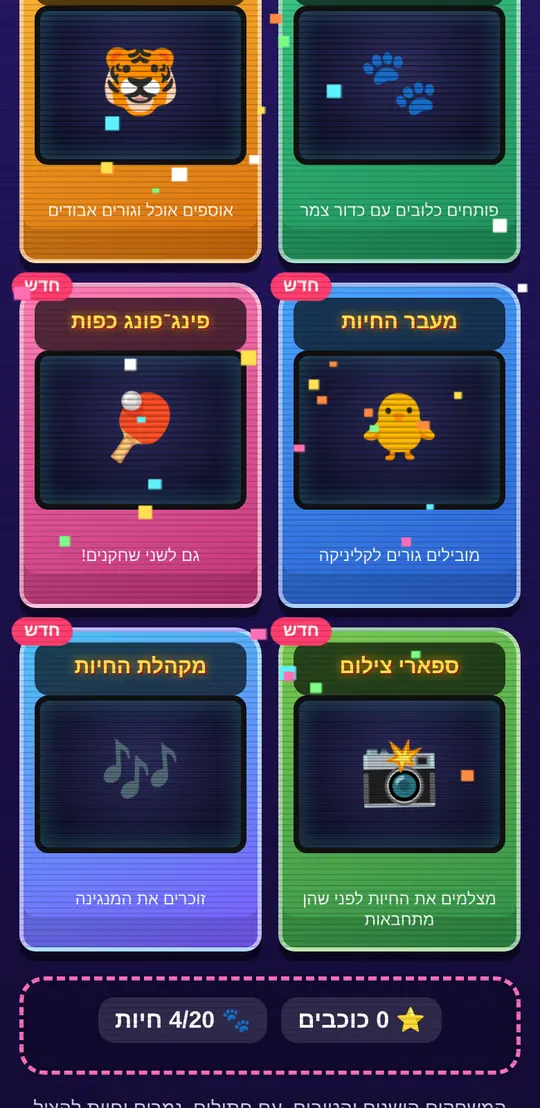 פותחים כלובים עם כדור צמר
אוספים אוכל וגורים אבודים
חדש
מעבר החיות
מובילים גורים לקליניקה
חדש
פינג־פונג כפות
גם לשני שחקנים!
חדש
ספארי צילום
מצלמים את החיות לפני שהן
מתחבאות
חדש
מקהלת החיות
זוכרים את המנגינה
⭐ 0 כוכבים
🐾 4/20 חיות